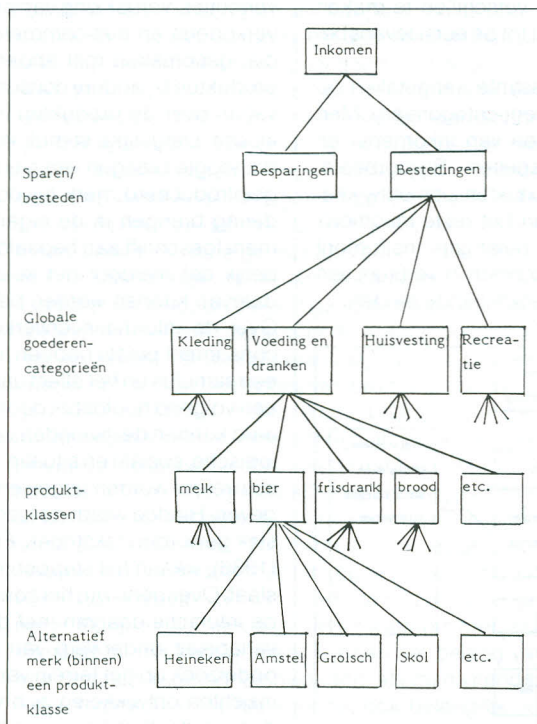 Inkomen
Sparen/
besteden
Besparingen
Bestedingen
Globale
goederen-
categorieën
Kleding
Voeding en
dranken
Huisvesting
Recrea-
tie
produkt-
klassen
melk
bier
frisdrank
brood
etc.
Alternatief
merk (binnen)
een produkt-
klasse
Heineken
Amstel
Grolsch
Skol
etc.